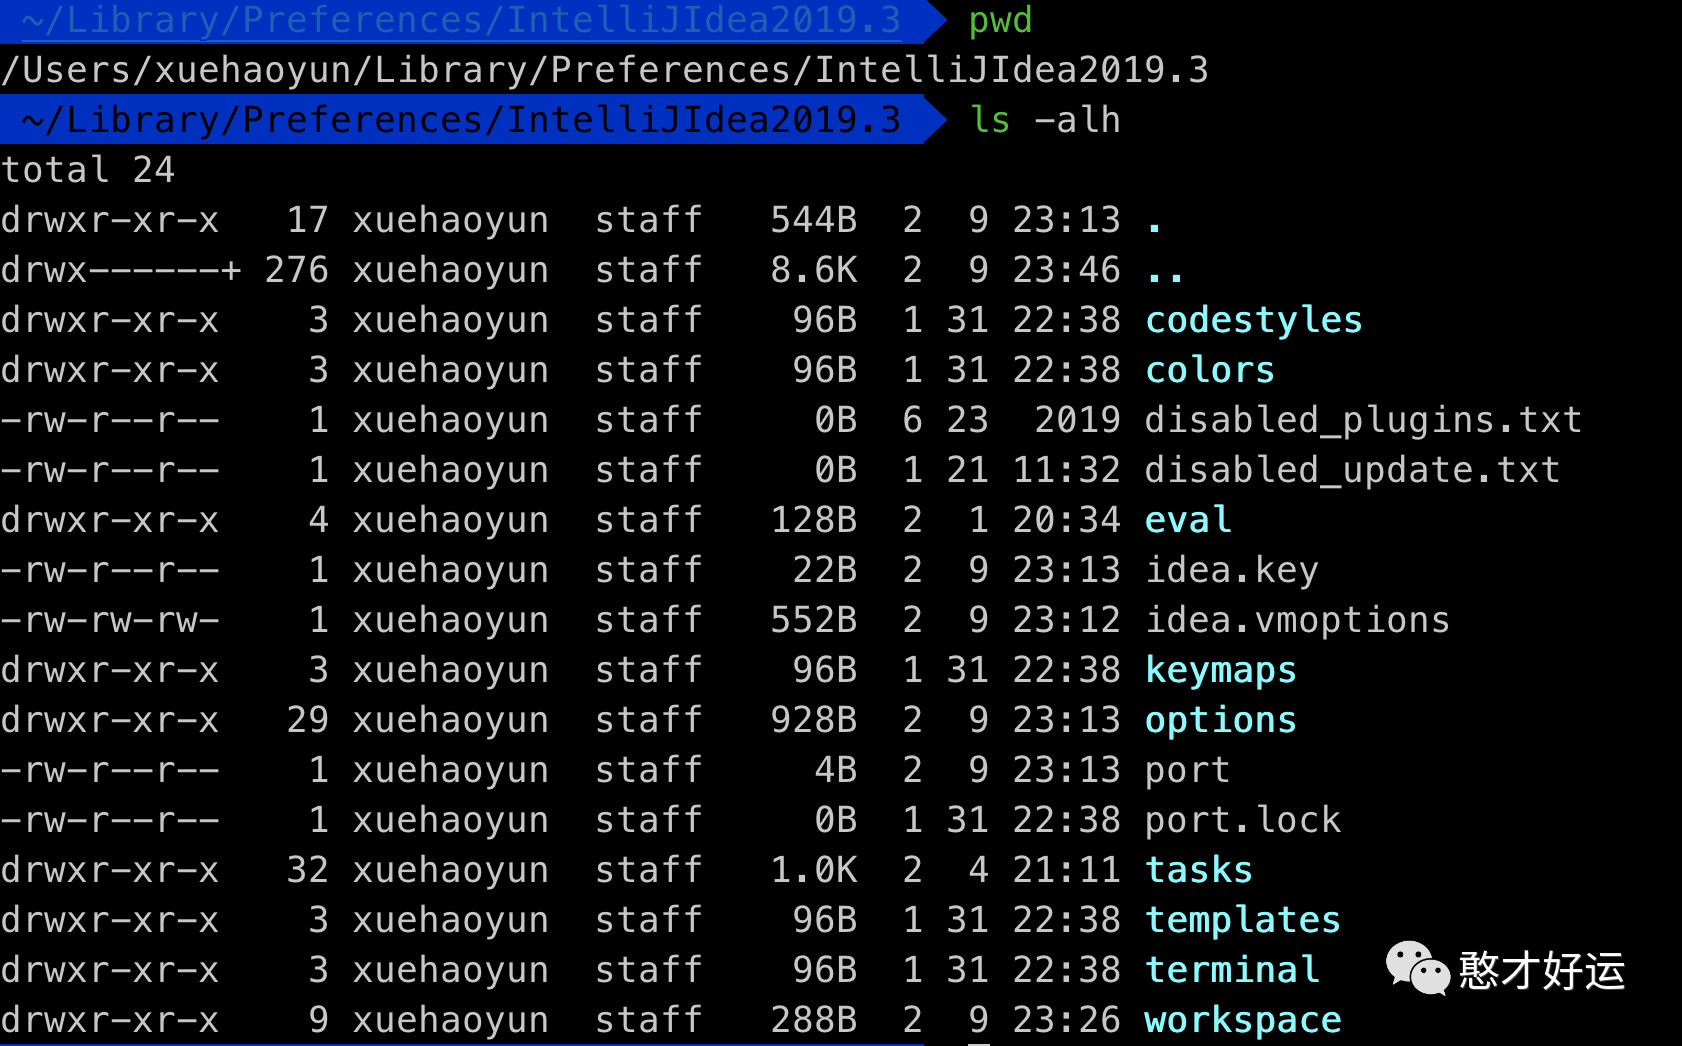 ~/Library/Preferences/IntelliJIdea2019.3 pwd
/Users/xuehaoyun/Library/Preferences/IntelliJIdea2019.3
~/Library/Preferences/IntelliJIdea2019.3 ls -alh
total 24
drwxr-xr-x 17 xuehaoyun staff 544B 2 9 23:13 .
drwx------+ 276 xuehaoyun staff 8.6K 2 9 23:46 ..
drwxr-xr-x 3 xuehaoyun staff 96B 1 31 22:38 codestyles
drwxr-xr-x 3 xuehaoyun staff 96B 1 31 22:38 colors
-rw-r--r-- 1 xuehaoyun staff 0B 6 23 2019 disabled_plugins.txt
-rw-r--r-- 1 xuehaoyun staff 0B 1 21 11:32 disabled_update.txt
drwxr-xr-x 4 xuehaoyun staff 128B 2 1 20:34 eval
-rw-r--r-- 1 xuehaoyun staff 22B 2 9 23:13 idea.key
-rw-rw-rw- 1 xuehaoyun staff 552B 2 9 23:12 idea.vmoptions
drwxr-xr-x 3 xuehaoyun staff 96B 1 31 22:38 keymaps
drwxr-xr-x 29 xuehaoyun staff 928B 2 9 23:13 options
-rw-r--r-- 1 xuehaoyun staff 4B 2 9 23:13 port
-rw-r--r-- 1 xuehaoyun staff 0B 1 31 22:38 port.lock
drwxr-xr-x 32 xuehaoyun staff 1.0K 2 4 21:11 tasks
drwxr-xr-x 3 xuehaoyun staff 96B 1 31 22:38 templates
drwxr-xr-x 3 xuehaoyun staff 96B 1 31 22:38 terminal
憨才好运
drwxr-xr-x 9 xuehaoyun staff 288B 2 9 23:26 workspace